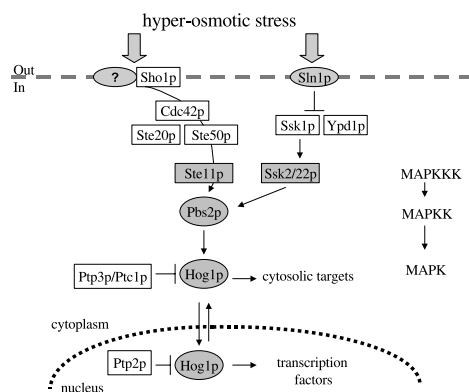 hyper-osmotic stress
Out
In
?
Sho1p
Sln1p
Cdc42p
Ste20p
Ste50p
Ssk1p
Ypd1p
Ste11p
Ssk2/22p
MAPKKK
Pbs2p
MAPKK
Ptp3p/Ptc1p
Hog1p
cytosolic targets
MAPK
cytoplasm
Ptp2p
Hog1p
transcription
factors
nucleus